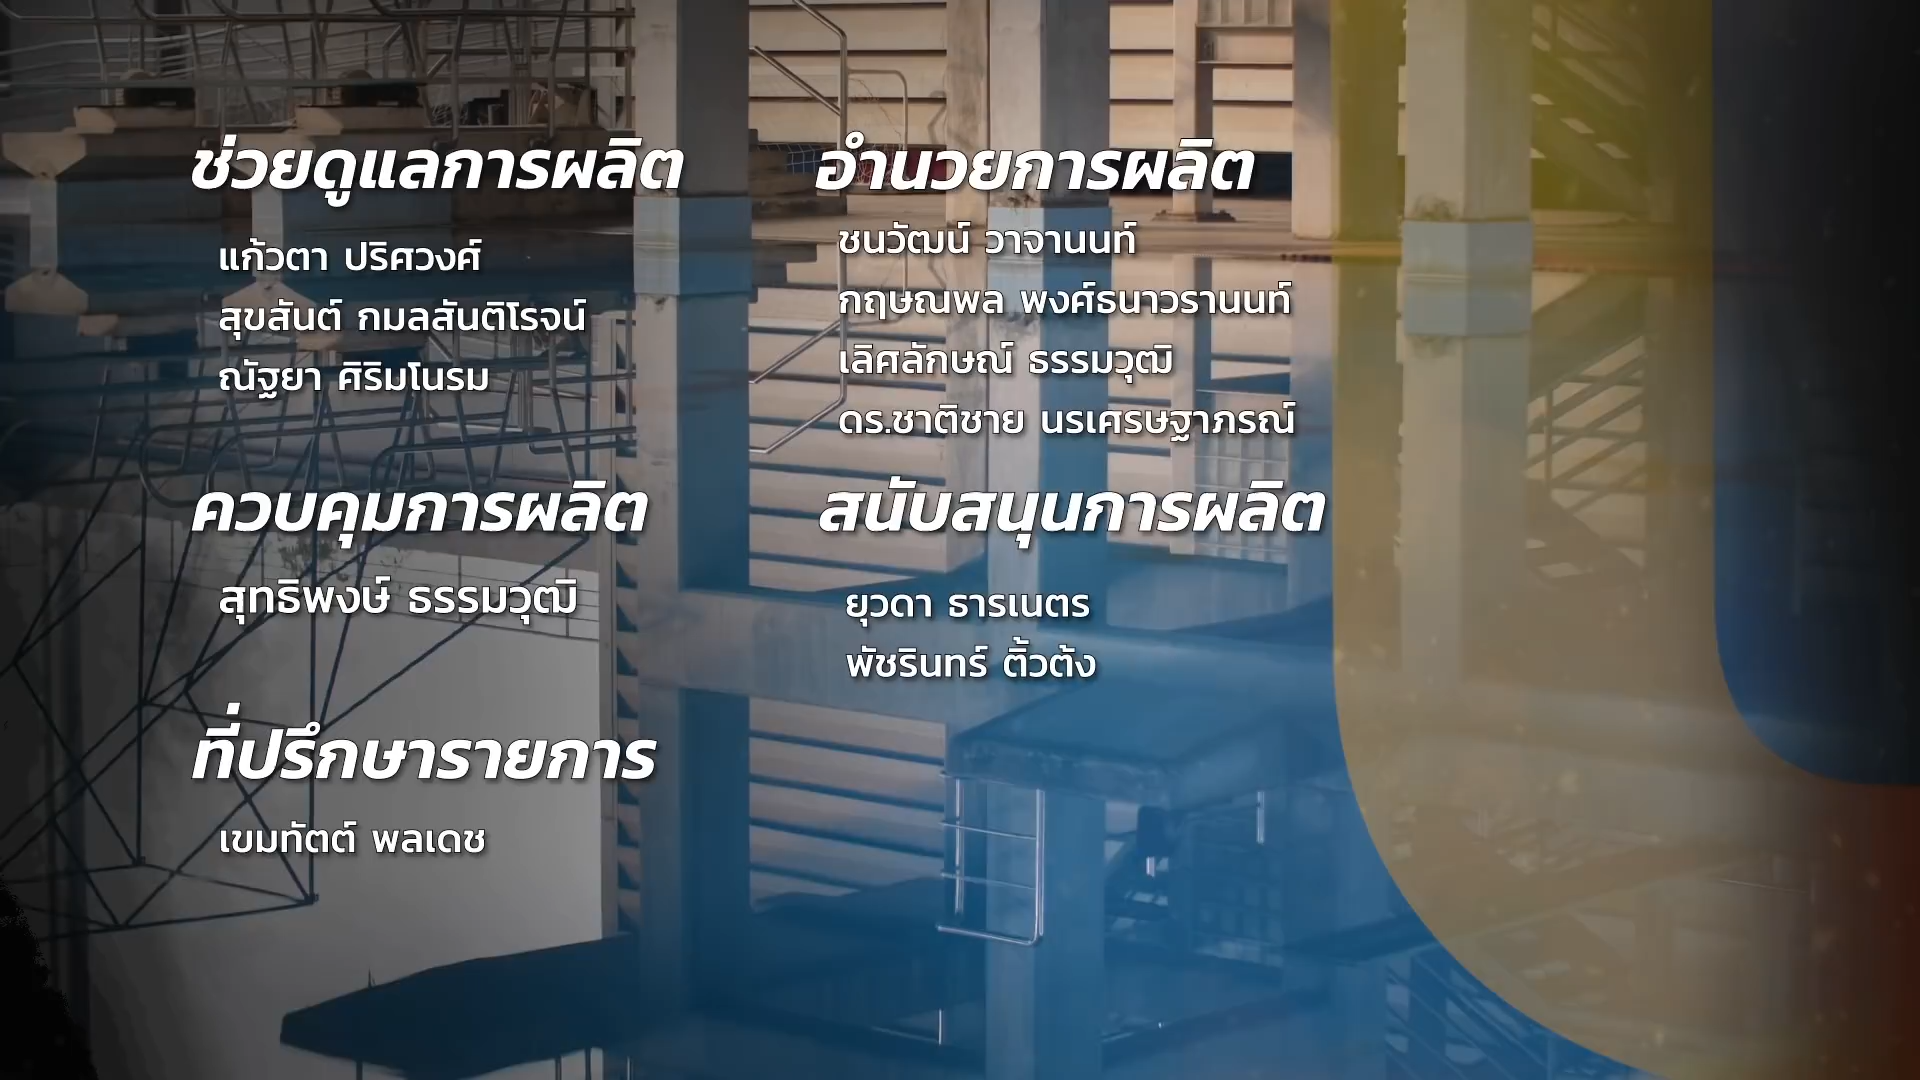 ช่วยดูแลการผลิต
แก้วตา ปริศวงศ์
สุขสันต์ กมลสันติโรจน์
ณัฐยา ศิริมโนรม
ควบคุมการผลิต
สุทธิพงษ์ ธรรมวุฒิ
ที่ปรึกษารายการ
เขมทัตต์ พลเดช
อำนวยการผลิต
ชนวัฒน์ วาจานนท์
กฤษณพล พงศ์ธนาวรานนท์
เลิศลักษณ์ ธรรมวุฒิ
ดร.ชาติชาย นรเศรษฐาภรณ์
สนับสนุนการผลิต
ยุวดา ธารเนตร
พัชรินทร์ ติ้วต้ง